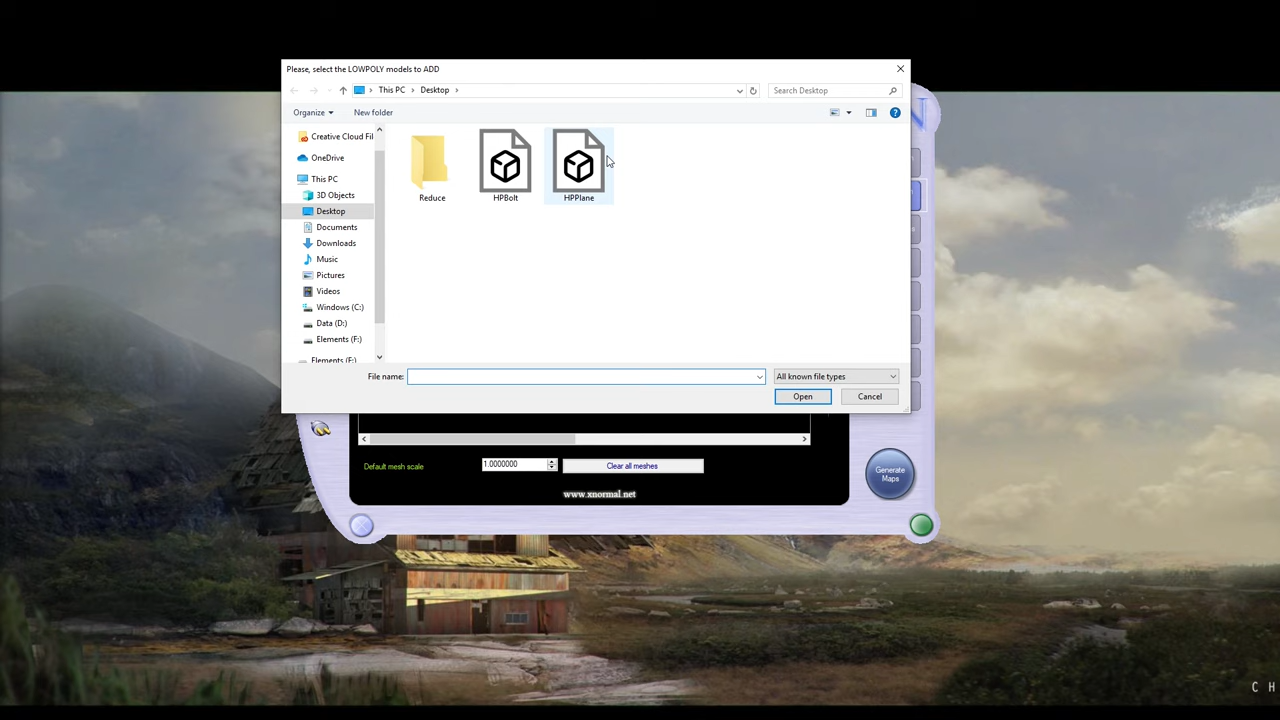 Please, select the LOWPOLY models to ADD
This PC
Desktop
Search Desktop
Organize
New folder
Creative Cloud Fil
OneDrive
This PC
3D Objects
Desktop
Documents
Downloads
Music
Pictures
Videos
Windows (C:)
Data (D:)
Elements (F:)
Elements (F:)
Reduce
HPBolt
HPPlane
File name:
All known file types
Open
Cancel
N
Default mesh scale
1.0000000
Clear all meshes
Generate
Maps
www.xnormal.net
C H